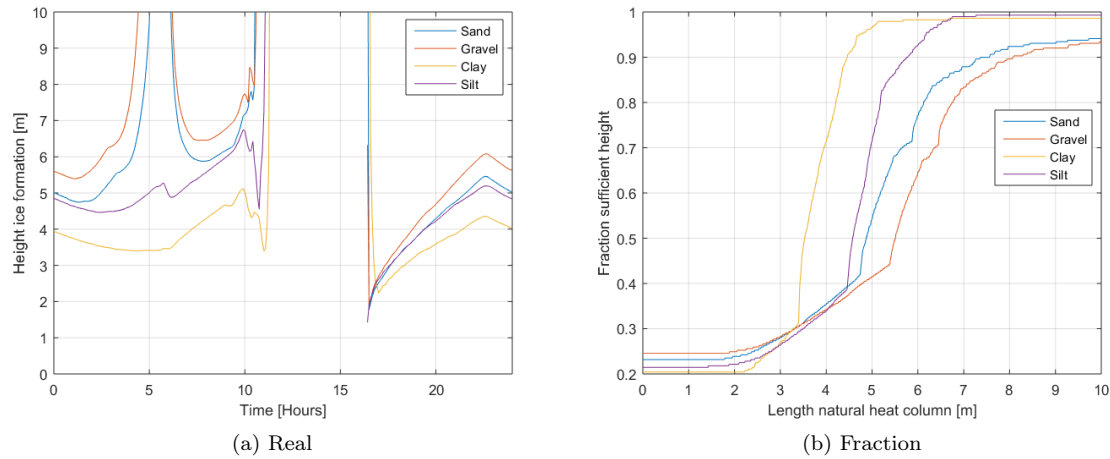 10
9
8
7
6
5
4
3
2
1
0
Height ice formation [m]
0
5
10
15
20
Time [Hours]
Sand
Gravel
Clay
Silt
(a) Real
1
0.9
0.8
0.7
0.6
0.5
0.4
0.3
0.2
Fraction sufficient height
0
1
2
3
4
5
6
7
8
9
10
Length natural heat column [m]
Sand
Gravel
Clay
Silt
(b) Fraction